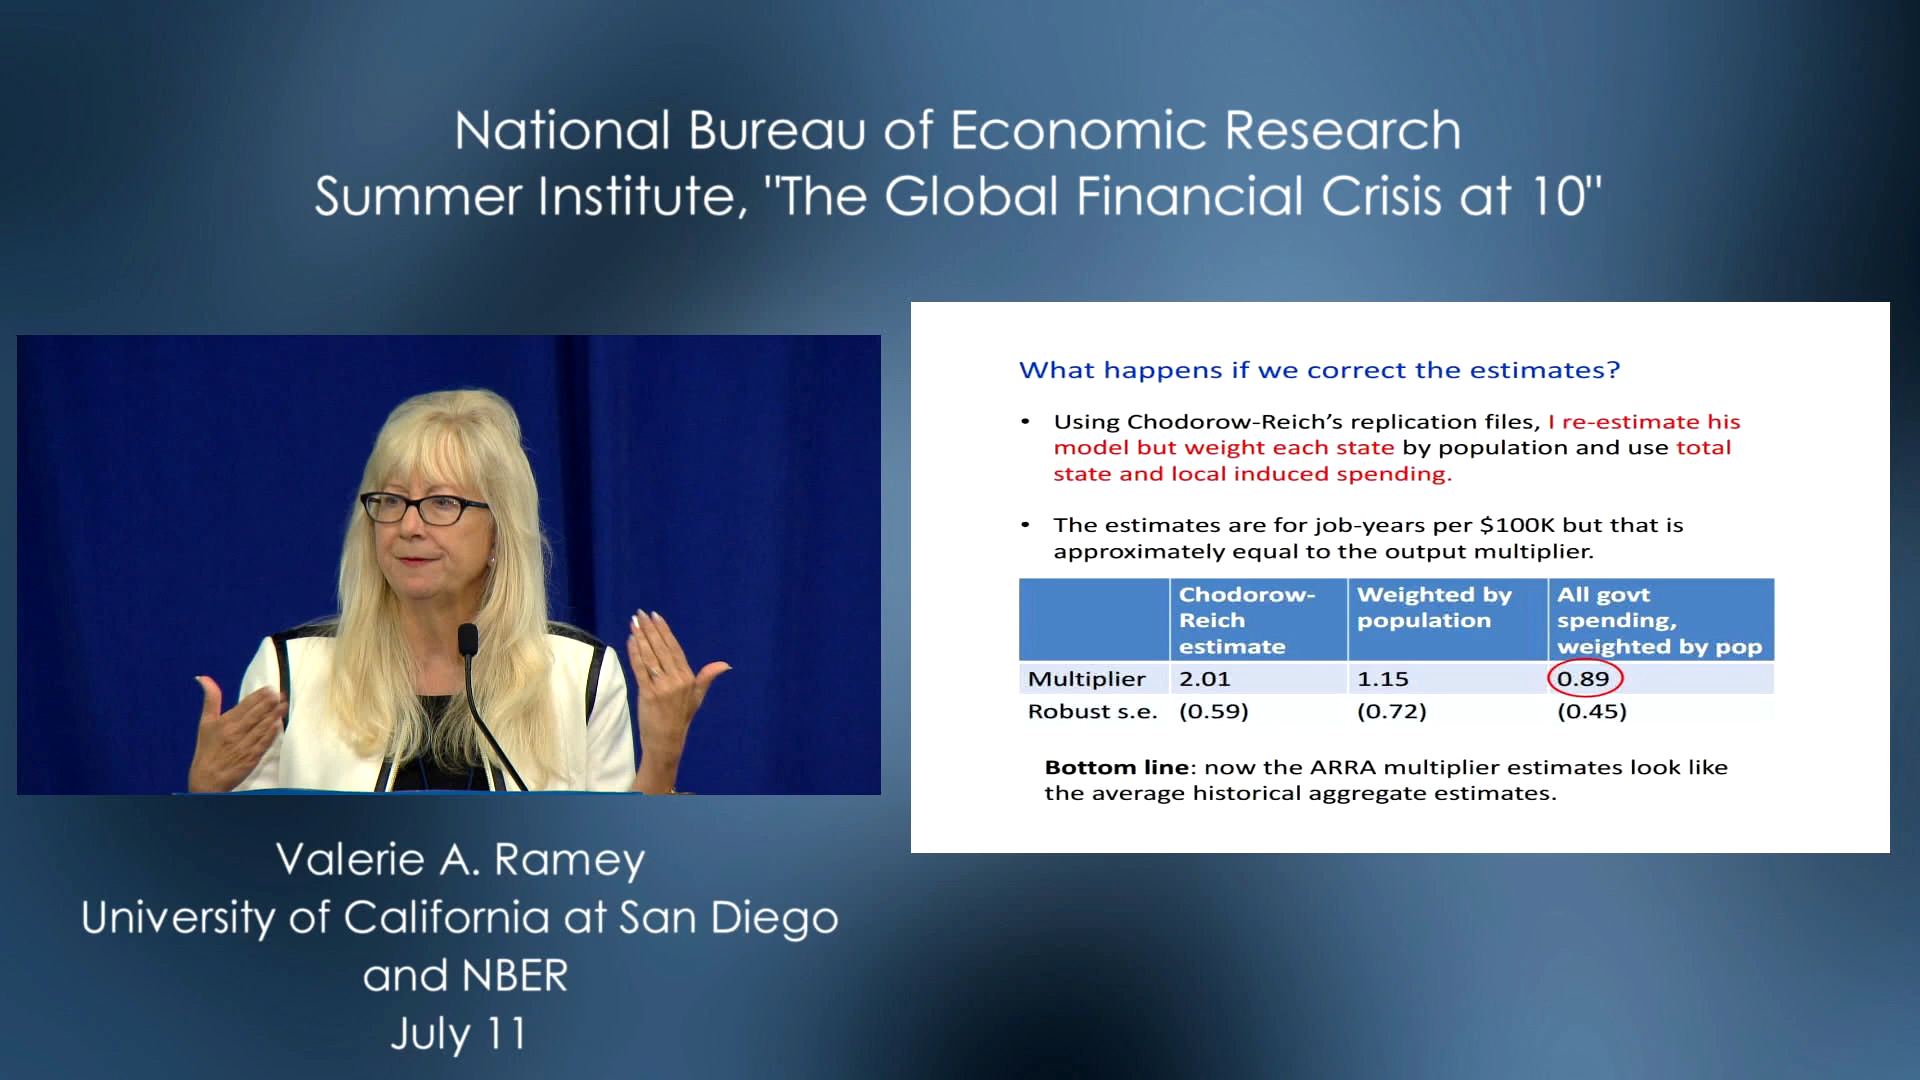 National Bureau of Economic Research
Summer Institute, "The Global Financial Crisis at 10"
What happens if we correct the estimates?
• Using Chodorow-Reich’s replication files, I re-estimate his
model but weight each state by population and use total
state and local induced spending.
• The estimates are for job-years per $100K but that is
approximately equal to the output multiplier.
Chodorow-
Reich
estimate
Weighted by
population
All govt
spending,
weighted by pop
Multiplier 2.01 1.15 0.89
Robust s.e. (0.59) (0.72) (0.45)
Bottom line: now the ARRA multiplier estimates look like
the average historical aggregate estimates.
Valerie A. Ramey
University of California at San Diego
and NBER
July 11